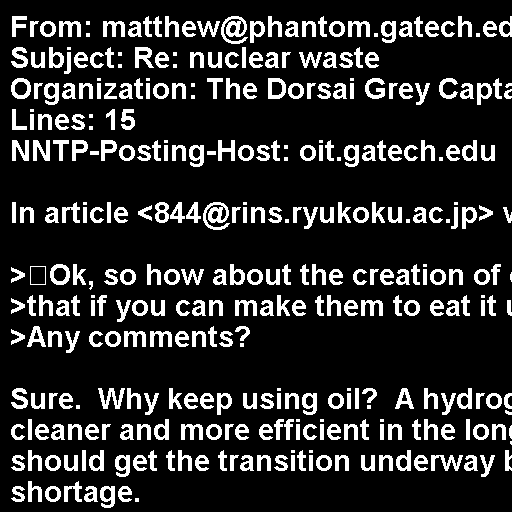 From: matthew@phantom.gatech.ed
Subject: Re: nuclear waste
Organization: The Dorsai Grey Capta
Lines: 15
NNTP-Posting-Host: oit.gatech.edu

In article <844@rins.ryukoku.ac.jp> v

>□Ok, so how about the creation of
>that if you can make them to eat it u
>Any comments?

Sure.  Why keep using oil?  A hydrog
cleaner and more efficient in the long
should get the transition underway b
shortage.